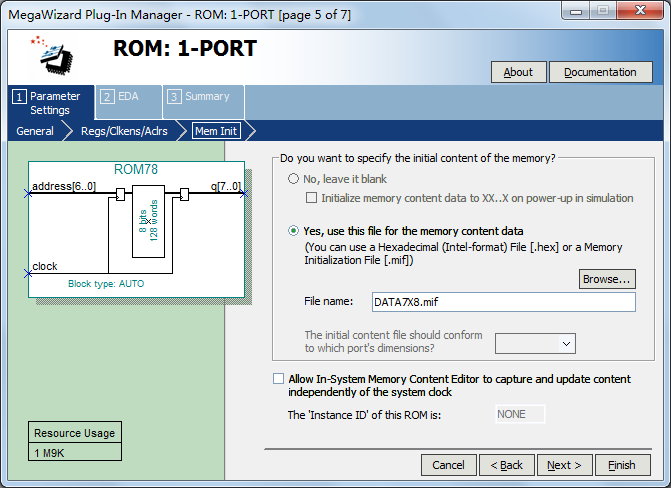 MegaWizard Plug-In Manager - ROM: 1-PORT [page 5 of 7]
ROM: 1-PORT
About
Documentation
1 Parameter Settings
2 EDA
3 Summary
General
Regs/Clkens/Aclrs
Mem Init
ROM78
address[6..0]
q[7..0]
8 bits
128 words
clock
Block type: AUTO
Resource Usage
1 M9K
Do you want to specify the initial content of the memory?
No, leave it blank
Initialize memory content data to XX..X on power-up in simulation
Yes, use this file for the memory content data
(You can use a Hexadecimal (Intel-format) File [.hex] or a Memory
Initialization File [.mif])
Browse...
File name:
DATA7X8.mif
The initial content file should conform
to which port's dimensions?
Allow In-System Memory Content Editor to capture and update content
independently of the system clock
The 'Instance ID' of this ROM is:
NONE
Cancel
< Back
Next >
Finish